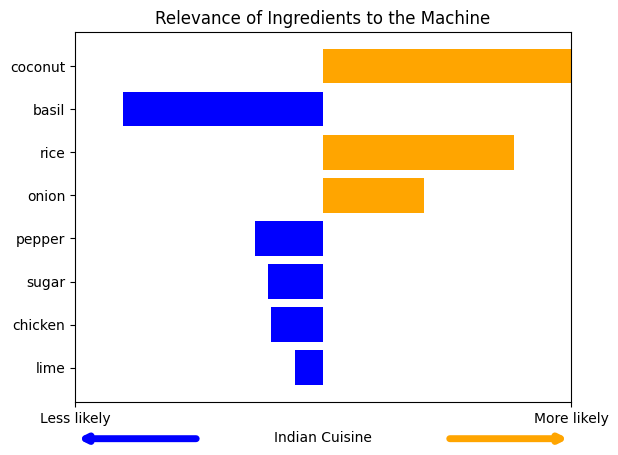 Relevance of Ingredients to the Machine
coconut
basil
rice
onion
pepper
sugar
chicken
lime
Less likely
More likely
Indian Cuisine